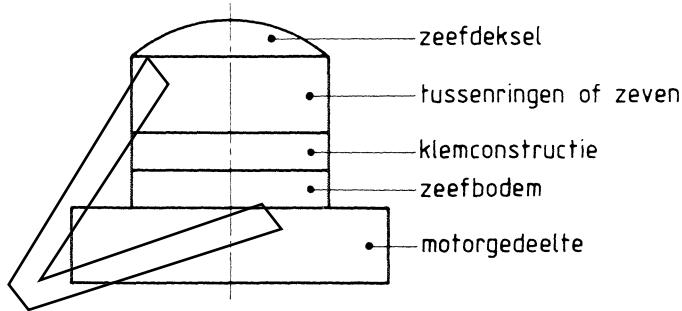 zeefdeksel
tussenringen of zeven
klemconstructie
zeefbodem
motorgedeelte